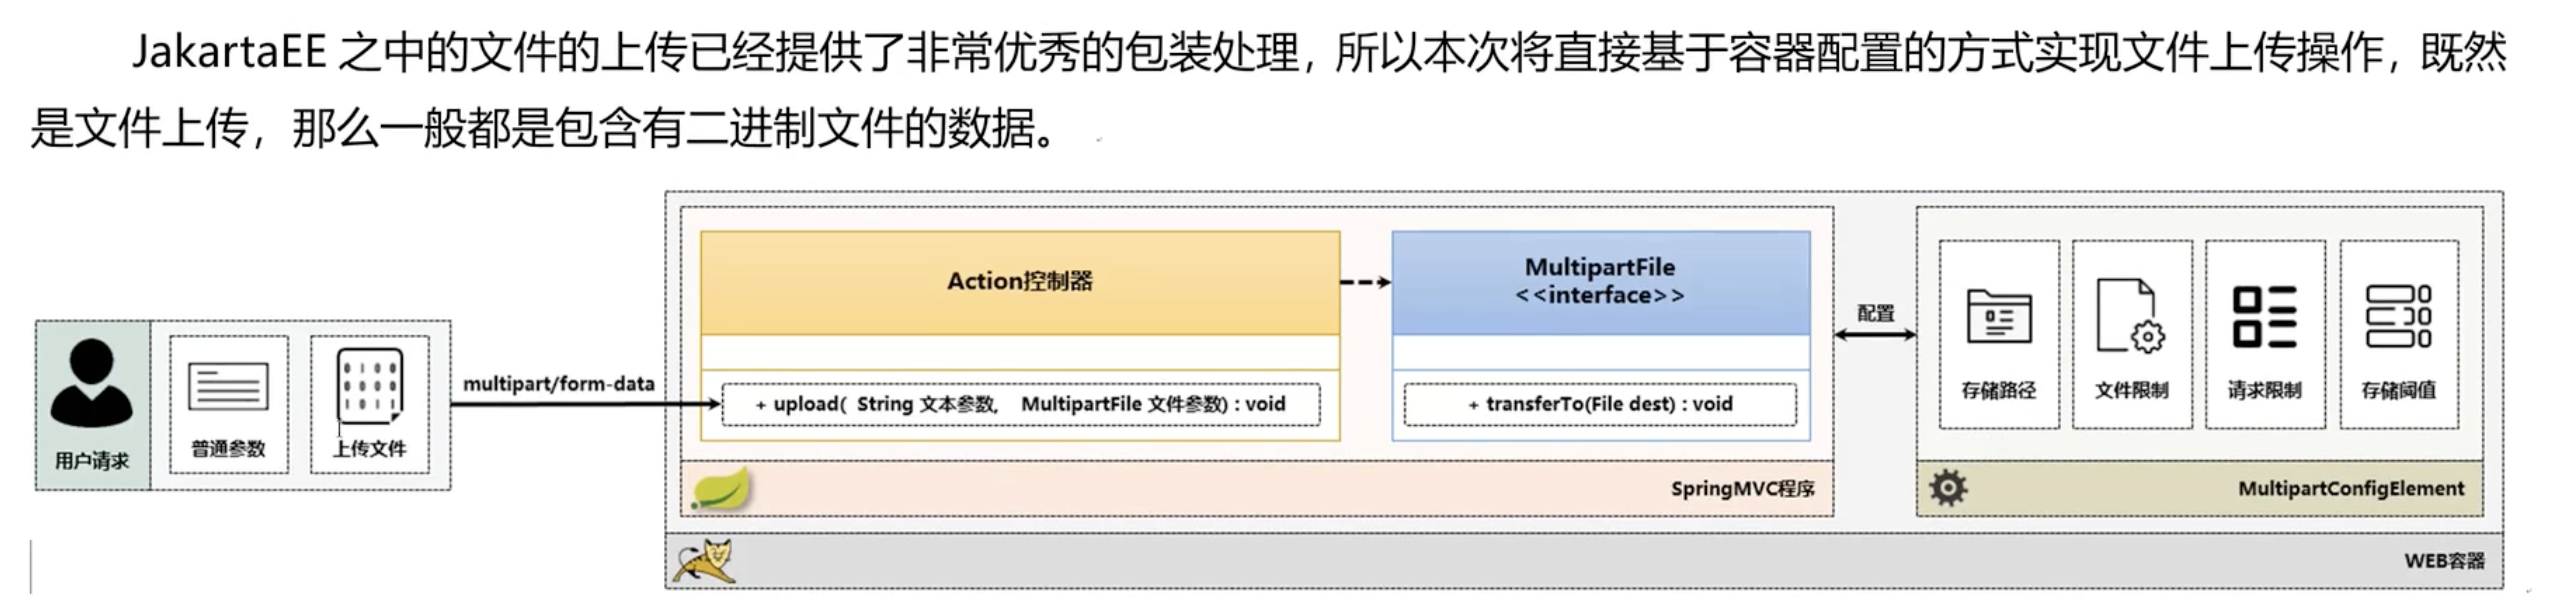 JakartaEE 之中的文件的上传已经提供了非常优秀的包装处理，所以本次将直接基于容器配置的方式实现文件上传操作，既然
是文件上传，那么一般都是包含有二进制文件的数据。
用户请求
普通参数
上传文件
multipart/form-data
Action控制器
+ upload( String 文本参数, MultipartFile 文件参数) : void
MultipartFile
<<interface>>
+ transferTo(File dest) : void
SpringMVC程序
配置
存储路径
文件限制
请求限制
存储阈值
MultipartConfigElement
WEB容器